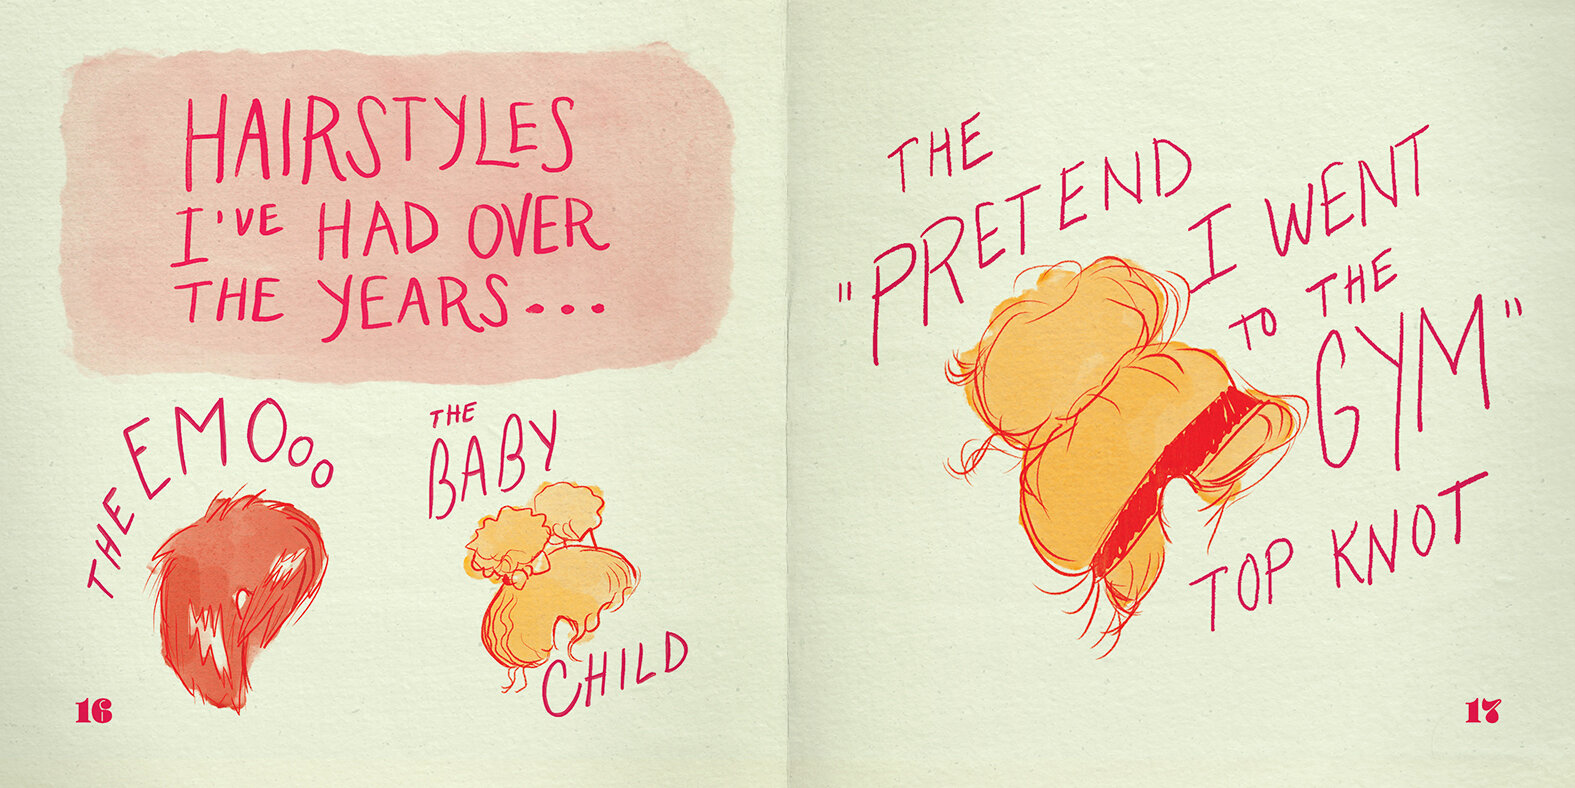 HAIRSTYLES
I'VE HAD OVER
THE YEARS...
THE EMOOO
THE
BABY
CHILD
16
THE
"PRETEND
I WENT
TO THE
GYM"
TOP KNOT
17